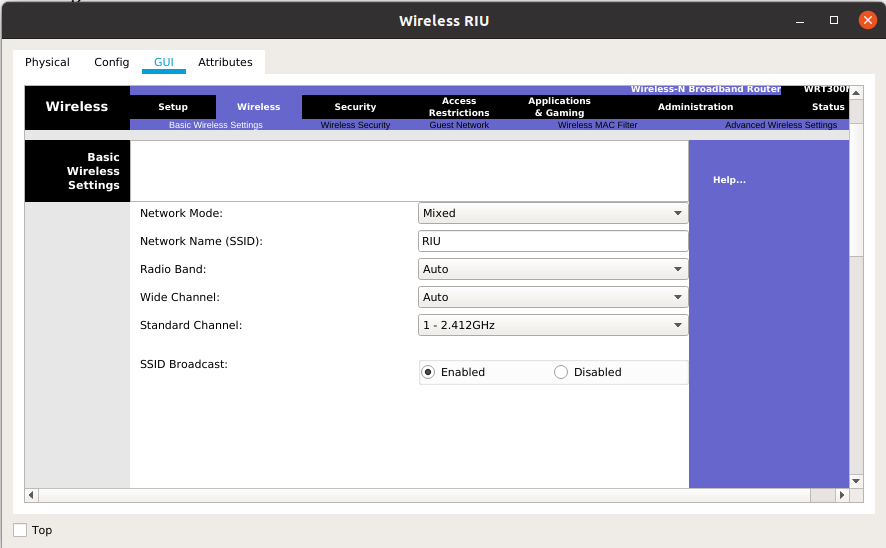 Wireless RIU
Physical Config GUI Attributes
Wireless-N Broadband Router WRT300N
Wireless Setup Wireless Security Access Restrictions Applications & Gaming Administration Status
Basic Wireless Settings Wireless Security Guest Network Wireless MAC Filter Advanced Wireless Settings
Basic
Wireless
Settings
Help...
Network Mode: Mixed
Network Name (SSID): RIU
Radio Band: Auto
Wide Channel: Auto
Standard Channel: 1 - 2.412GHz
SSID Broadcast: Enabled Disabled
Top